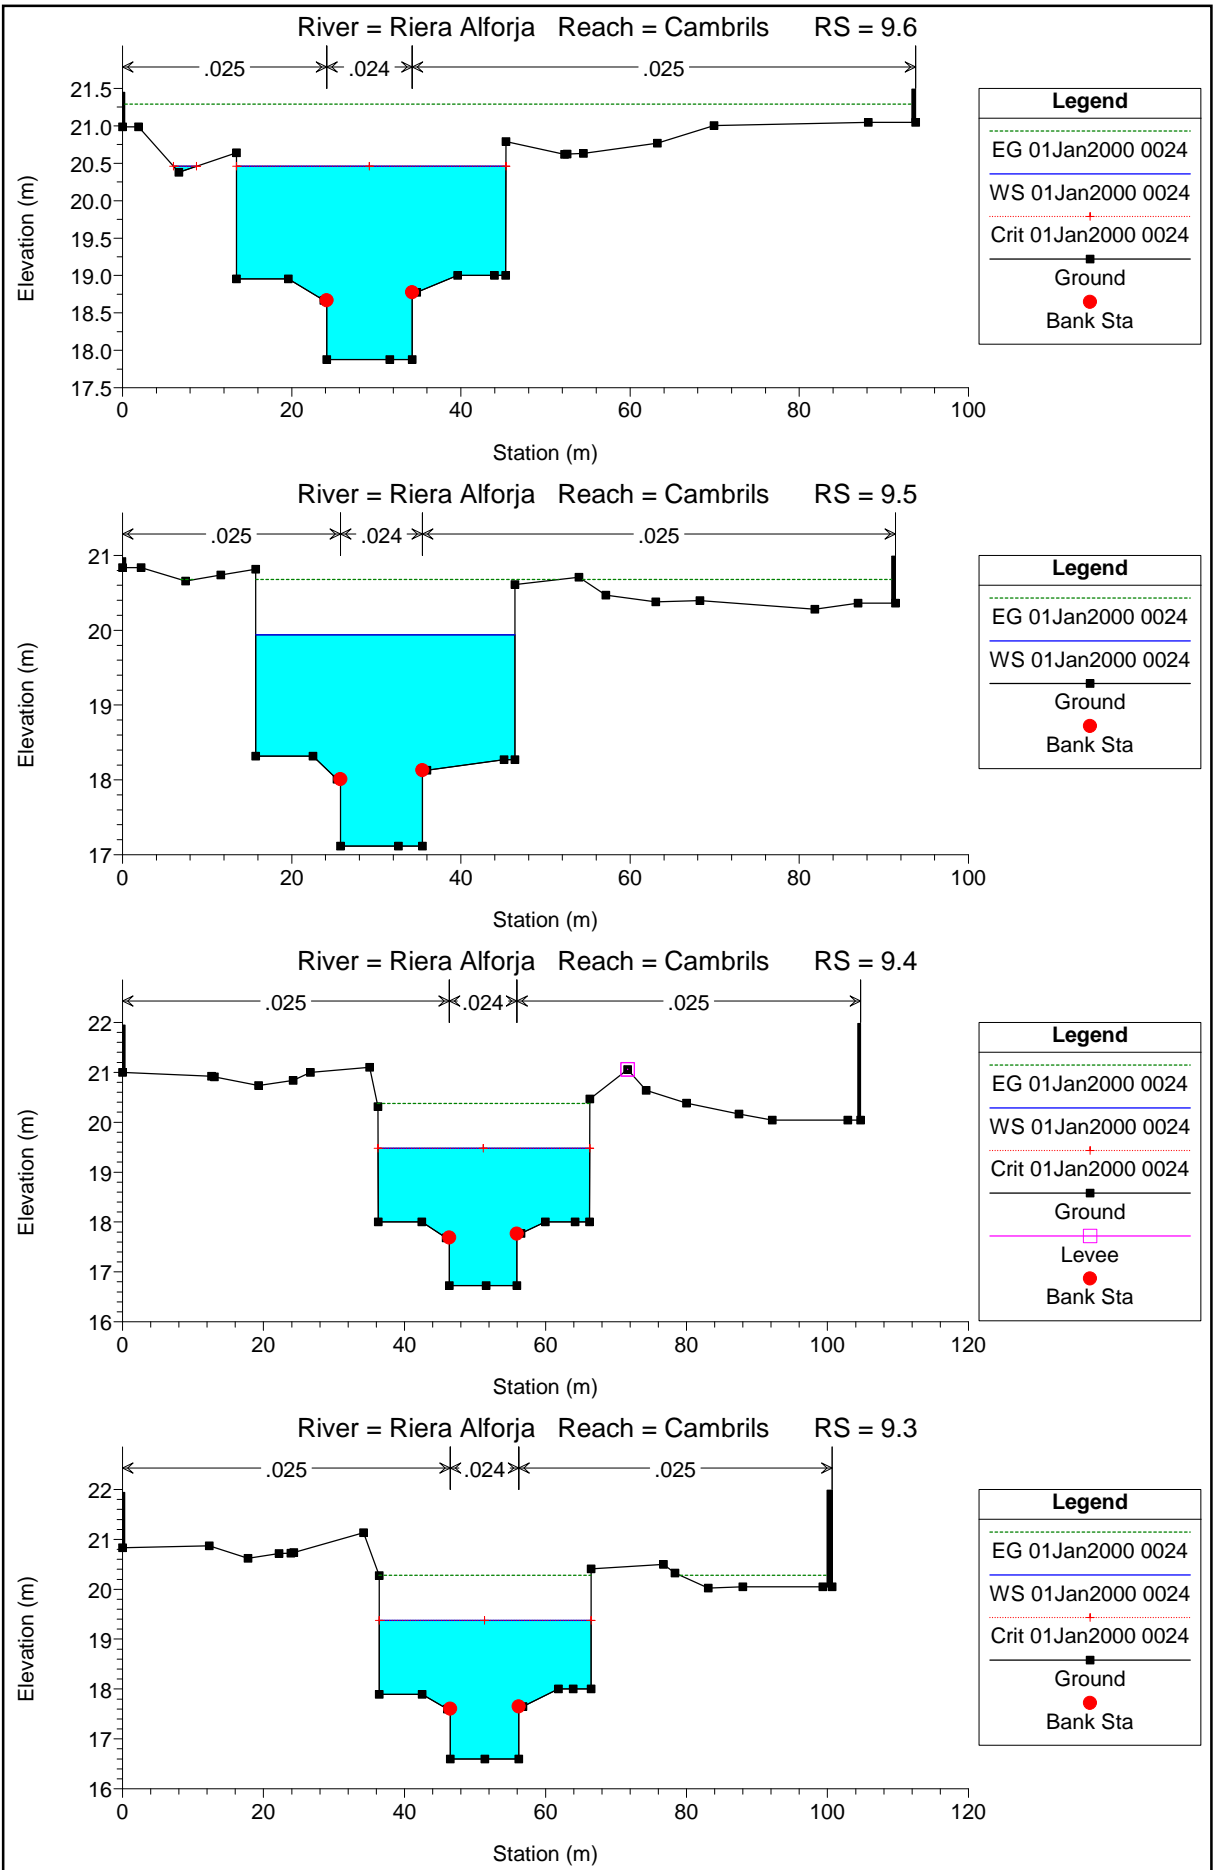 River = Riera Alforja Reach = Cambrils RS = 9.6
.025 .024 .025
21.5
21.0
20.5
20.0
19.5
19.0
18.5
18.0
17.5
Elevation (m)
0 20 40 60 80 100
Station (m)
Legend
EG 01Jan2000 0024
WS 01Jan2000 0024
Crit 01Jan2000 0024
Ground
Bank Sta
River = Riera Alforja Reach = Cambrils RS = 9.5
.025 .024 .025
21
20
19
18
17
Elevation (m)
0 20 40 60 80 100
Station (m)
Legend
EG 01Jan2000 0024
WS 01Jan2000 0024
Ground
Bank Sta
River = Riera Alforja Reach = Cambrils RS = 9.4
.025 .024 .025
22
21
20
19
18
17
16
Elevation (m)
0 20 40 60 80 100 120
Station (m)
Legend
EG 01Jan2000 0024
WS 01Jan2000 0024
Crit 01Jan2000 0024
Ground
Levee
Bank Sta
River = Riera Alforja Reach = Cambrils RS = 9.3
.025 .024 .025
22
21
20
19
18
17
16
Elevation (m)
0 20 40 60 80 100 120
Station (m)
Legend
EG 01Jan2000 0024
WS 01Jan2000 0024
Crit 01Jan2000 0024
Ground
Bank Sta